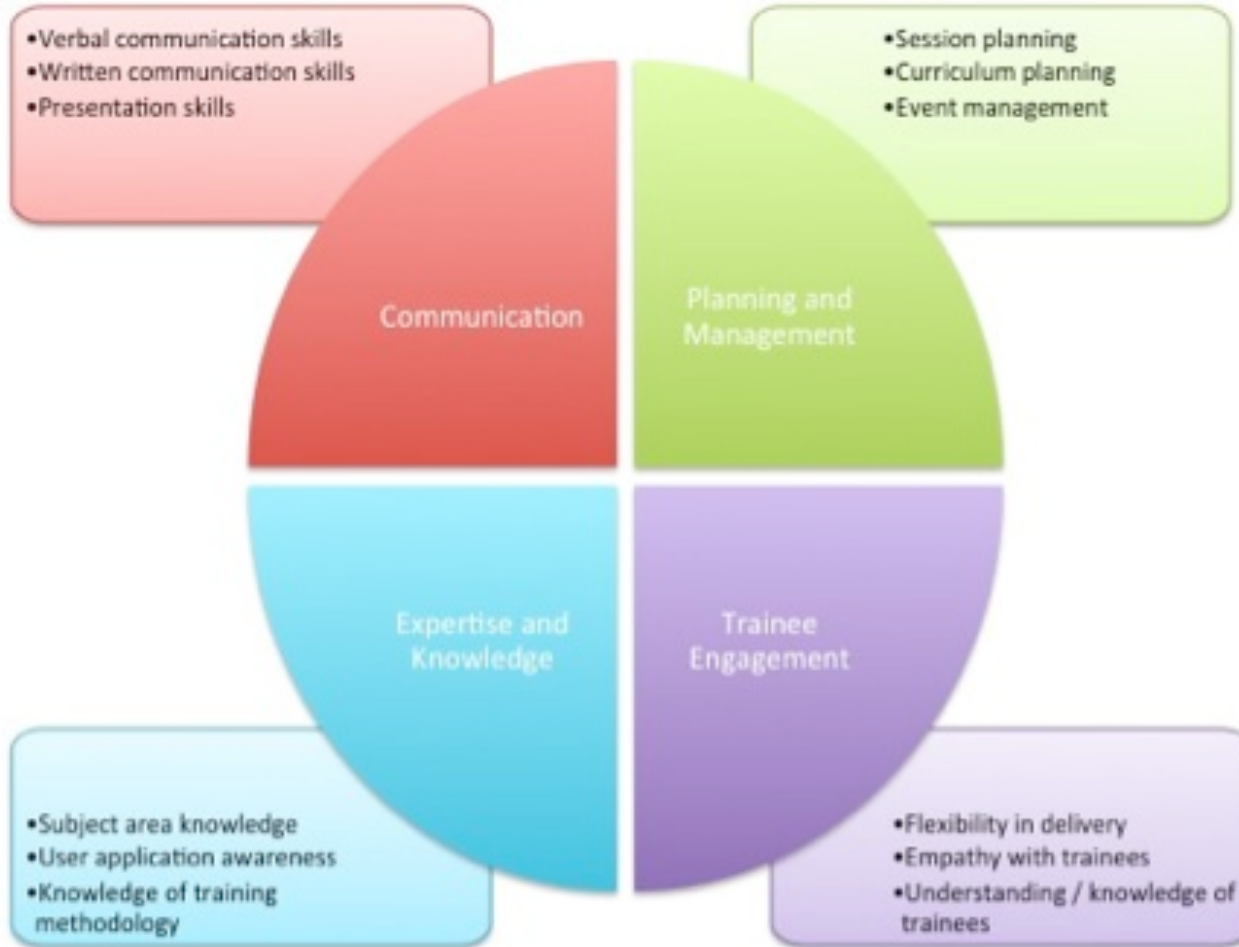 •Verbal communication skills
•Written communication skills
•Presentation skills
•Session planning
•Curriculum planning
•Event management
Communication
Planning and
Management
Expertise and
Knowledge
Trainee
Engagement
•Subject area knowledge
•User application awareness
•Knowledge of training
methodology
•Flexibility in delivery
•Empathy with trainees
•Understanding / knowledge of
trainees